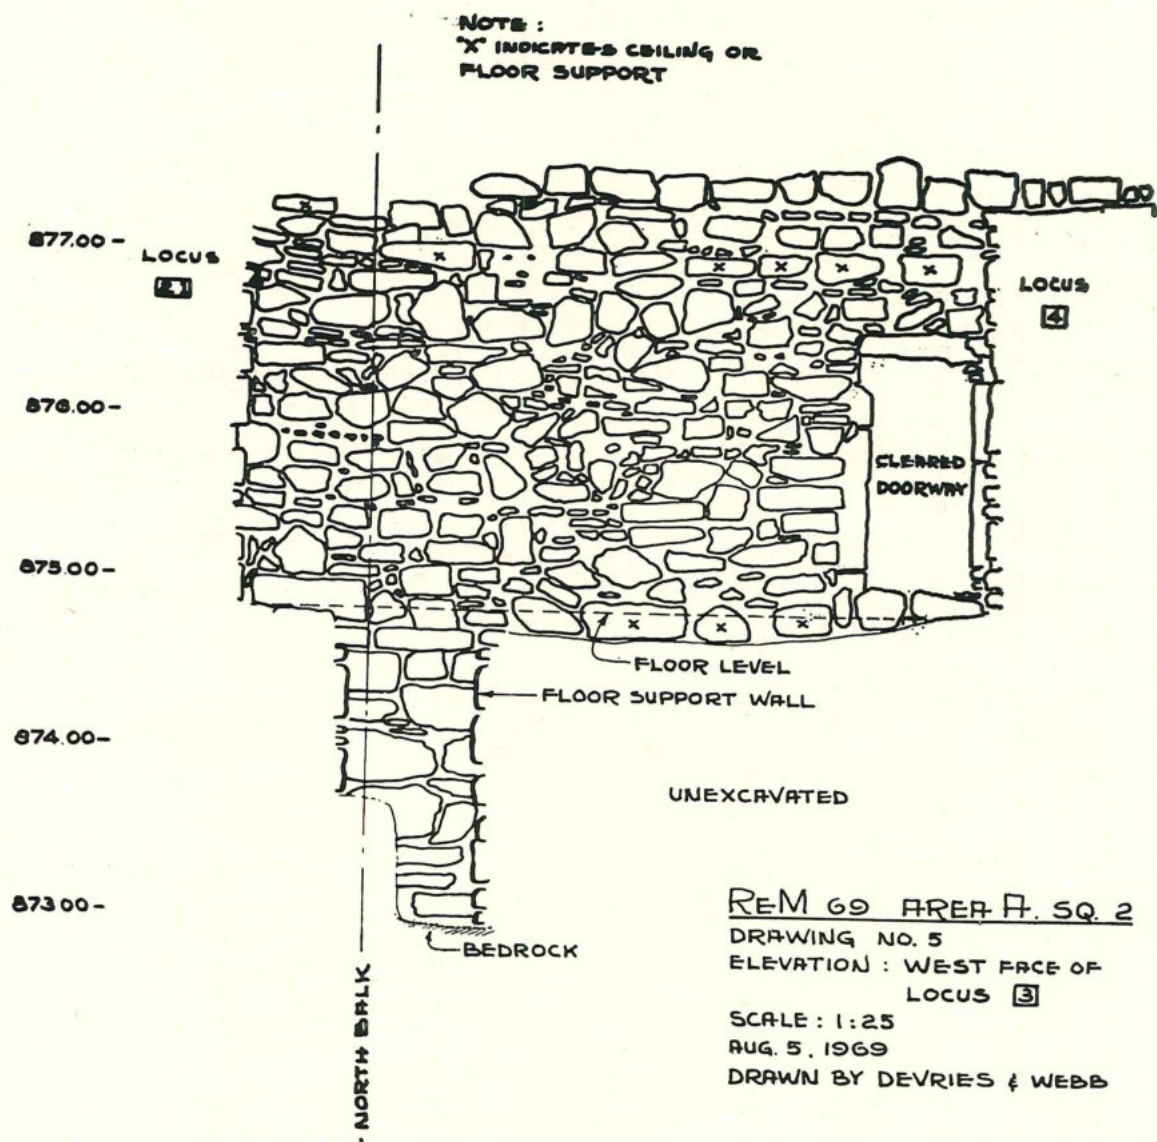 NOTE :
"X" INDICATES CEILING OR
FLOOR SUPPORT
877.00 -
LOCUS
21
LOCUS
4
X
X
X
X
X
X
876.00 -
CLEARED
DOORWAY
875.00 -
X
X
X
FLOOR LEVEL
FLOOR SUPPORT WALL
874.00 -
UNEXCAVATED
873 00 -
BEDROCK
NORTH BALK
REM 69 AREA A. SQ. 2
DRAWING NO. 5
ELEVATION : WEST FACE OF
LOCUS 3
SCALE : 1:25
AUG. 5, 1969
DRAWN BY DEVRIES & WEBB